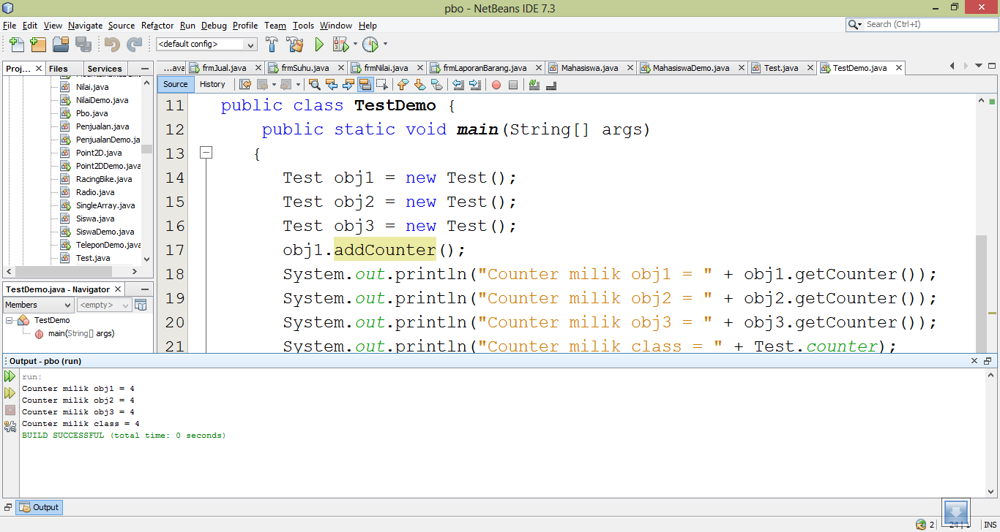 pbo - NetBeans IDE 7.3
File Edit View Navigate Source Refactor Run Debug Profile Team Tools Window Help
Search (Ctrl+I)
<default config>
Proj... Files Services
...ava frmJual.java frmSuhu.java frmNilai.java frmLaporanBarang.java Mahasiswa.java MahasiswaDemo.java Test.java TestDemo.java
Source History
Nilai.java
NilaiDemo.java
Pbo.java
Penjualan.java
PenjualanDemo.ja
Point2D.java
Point2DDemo.java
RacingBike.java
Radio.java
SingleArray.java
Siswa.java
SiswaDemo.java
TeleponDemo.java
Test.java
TestDemo.java - Navigator
Members <empty>
TestDemo
main(String[] args)
11 public class TestDemo {
12 public static void main(String[] args)
13 {
14 Test obj1 = new Test();
15 Test obj2 = new Test();
16 Test obj3 = new Test();
17 obj1.addCounter();
18 System.out.println("Counter milik obj1 = " + obj1.getCounter());
19 System.out.println("Counter milik obj2 = " + obj2.getCounter());
20 System.out.println("Counter milik obj3 = " + obj3.getCounter());
21 System.out.println("Counter milik class = " + Test.counter);
Output - pbo (run)
run:
Counter milik obj1 = 4
Counter milik obj2 = 4
Counter milik obj3 = 4
Counter milik class = 4
BUILD SUCCESSFUL (total time: 0 seconds)
Output
2 INS